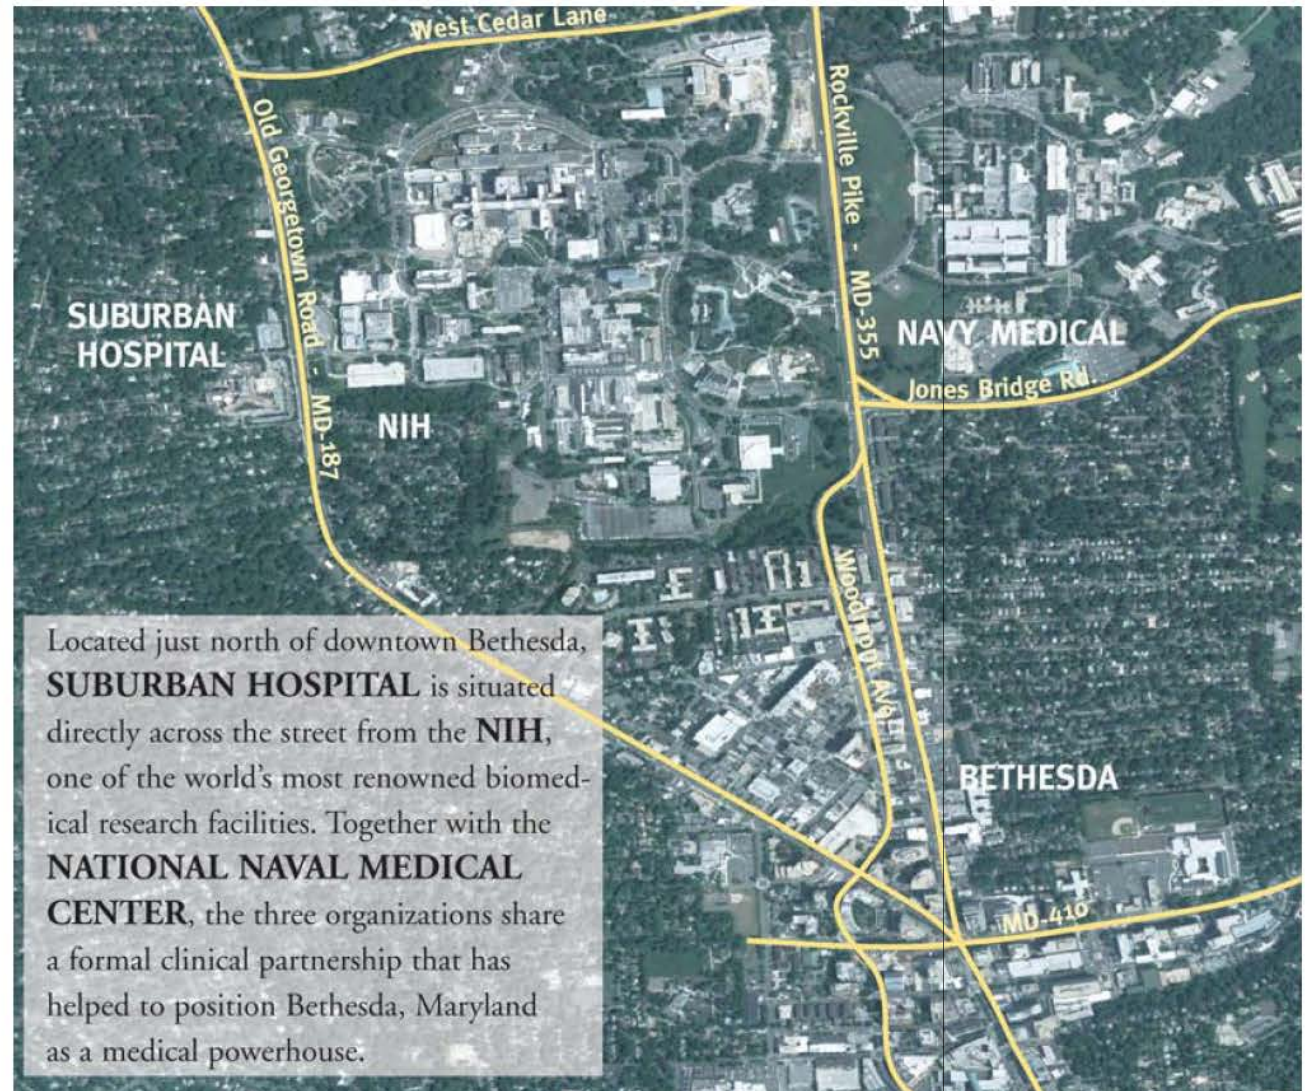 West Cedar Lane
Old Georgetown Road - MD-187
Rockville Pike - MD-355
SUBURBAN
HOSPITAL
NAVY MEDICAL
Jones Bridge Rd.
NIH
Woodmont Ave.
BETHESDA
MD-410
Located just north of downtown Bethesda,
SUBURBAN HOSPITAL is situated
directly across the street from the NIH,
one of the world's most renowned biomed-
ical research facilities. Together with the
NATIONAL NAVAL MEDICAL
CENTER, the three organizations share
a formal clinical partnership that has
helped to position Bethesda, Maryland
as a medical powerhouse.